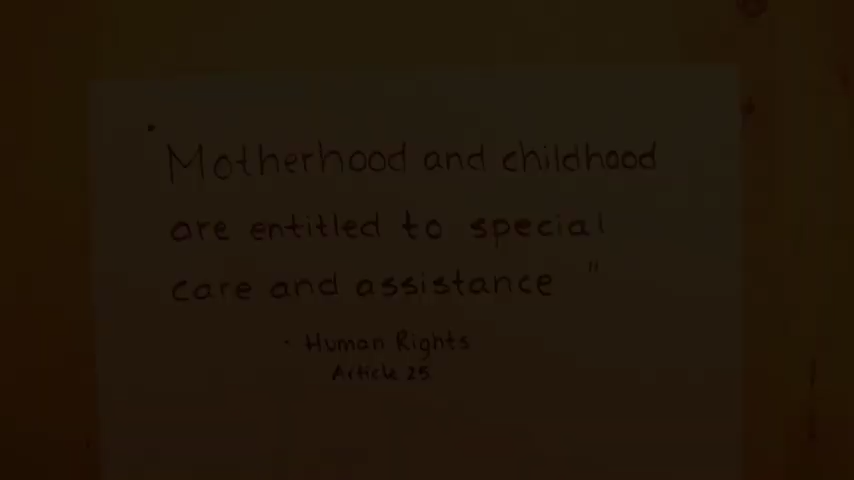 Motherhood and childhood
are entitled to special
care and assistance "
- Human Rights
Article 25